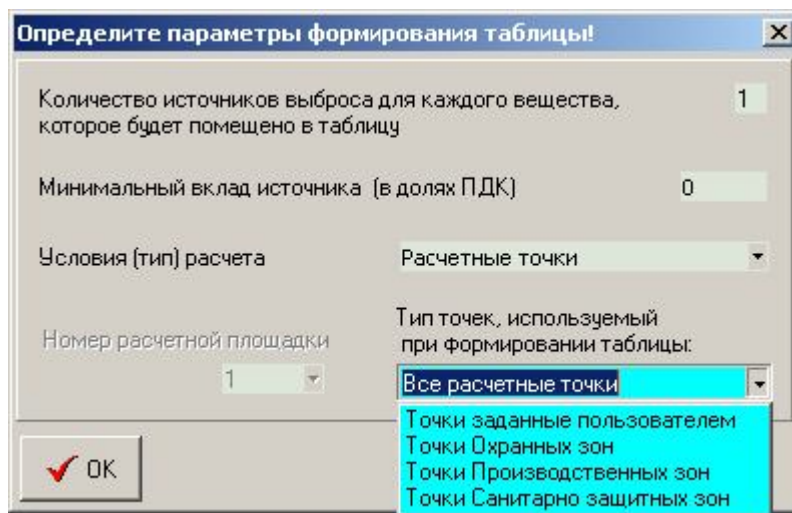 Определите параметры формирования таблицы!
Количество источников выброса для каждого вещества,
которое будет помещено в таблицу
1
Минимальный вклад источника (в долях ПДК)
0
Условия (тип) расчета
Расчетные точки
Номер расчетной площадки
1
Тип точек, используемый
при формировании таблицы:
Все расчетные точки
Точки заданные пользователем
Точки Охранных зон
Точки Производственных зон
Точки Санитарно защитных зон
OK